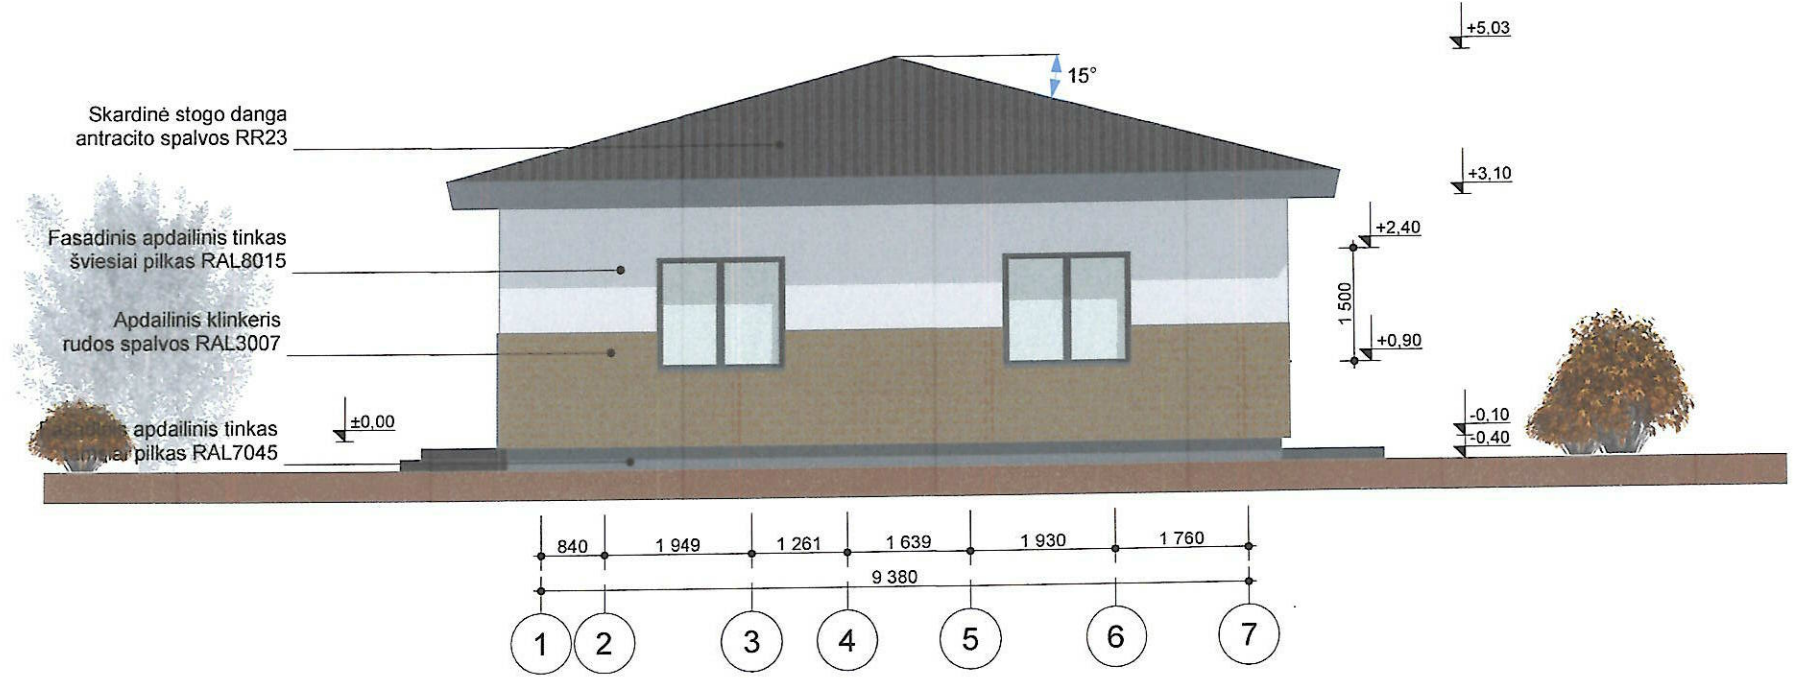 +5,03
15°
Skardinė stogo danga
antracito spalvos RR23
+3,10
Fasadinis apdailinis tinkas
šviesiai pilkas RAL8015
+2,40
1 500
Apdailinis klinkeris
rudos spalvos RAL3007
+0,90
±0,00
-0,10
Fasadinis apdailinis tinkas
tamsiai pilkas RAL7045
-0,40
840 1 949 1 261 1 639 1 930 1 760
9 380
1 2 3 4 5 6 7